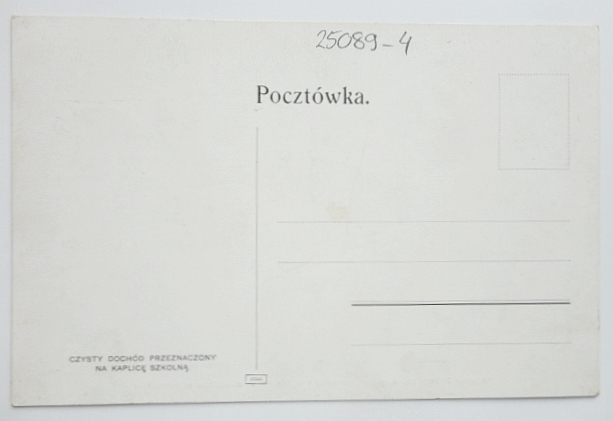 25089-4
Pocztówka.
CZYSTY DOCHÓD PRZEZNACZONY
NA KAPLICĘ SZKOLNĄ